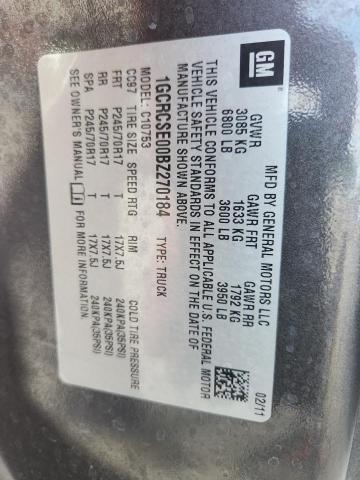 GM
MFD BY GENERAL MOTORS LLC
02/11
GVWR GAWR FRT GAWR RR
3085 KG 1633 KG 1792 KG
6800 LB 3600 LB 3950 LB
THIS VEHICLE CONFORMS TO ALL APPLICABLE U.S. FEDERAL MOTOR
VEHICLE SAFETY STANDARDS IN EFFECT ON THE DATE OF
MANUFACTURE SHOWN ABOVE.
1GCRCSE00BZ270184 TYPE: TRUCK
MODEL: C10753
CC97 TIRE SIZE SPEED RTG RIM COLD TIRE PRESSURE
FRT P245/70R17 T 17X7.5J 240KPA(35PSI)
RR P245/70R17 T 17X7.5J 240KPA(35PSI)
SPA P245/70R17 T 17X7.5J 240KPA(35PSI)
SEE OWNER'S MANUAL FOR MORE INFORMATION.